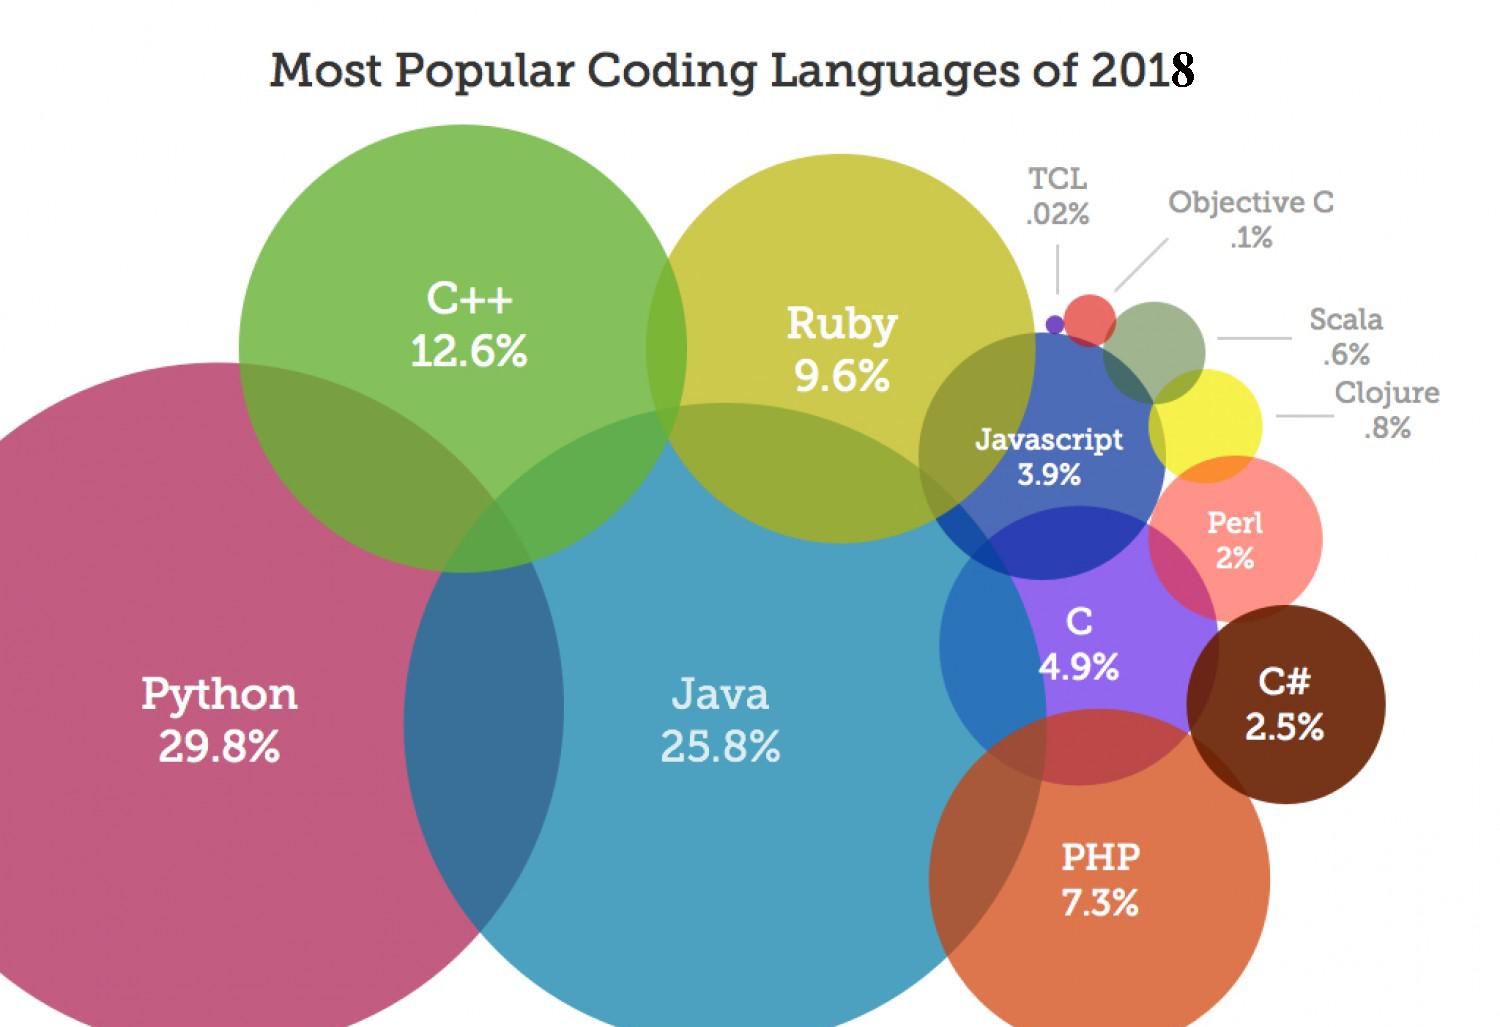 Most Popular Coding Languages of 2018
TCL
.02%
Objective C
.1%
C++
12.6%
Ruby
9.6%
Scala
.6%
Clojure
.8%
Javascript
3.9%
Perl
2%
C
4.9%
C#
2.5%
Python
29.8%
Java
25.8%
PHP
7.3%